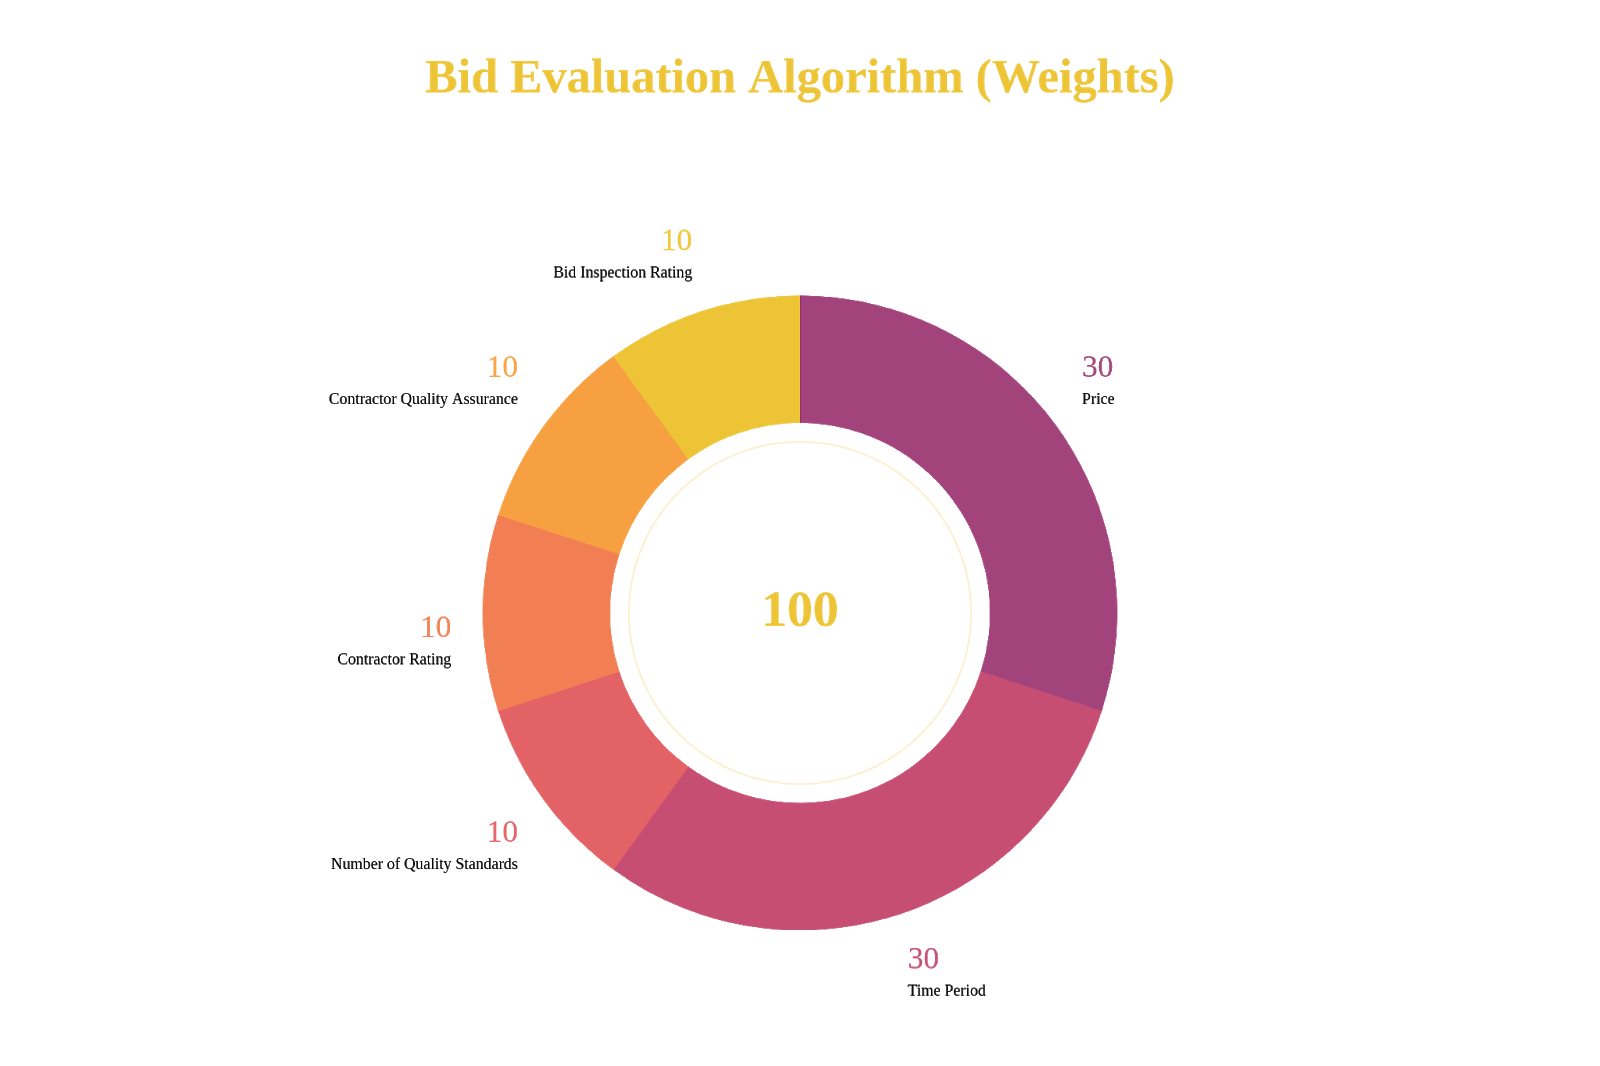 Bid Evaluation Algorithm (Weights)
10
Bid Inspection Rating
10
Contractor Quality Assurance
30
Price
100
10
Contractor Rating
10
Number of Quality Standards
30
Time Period